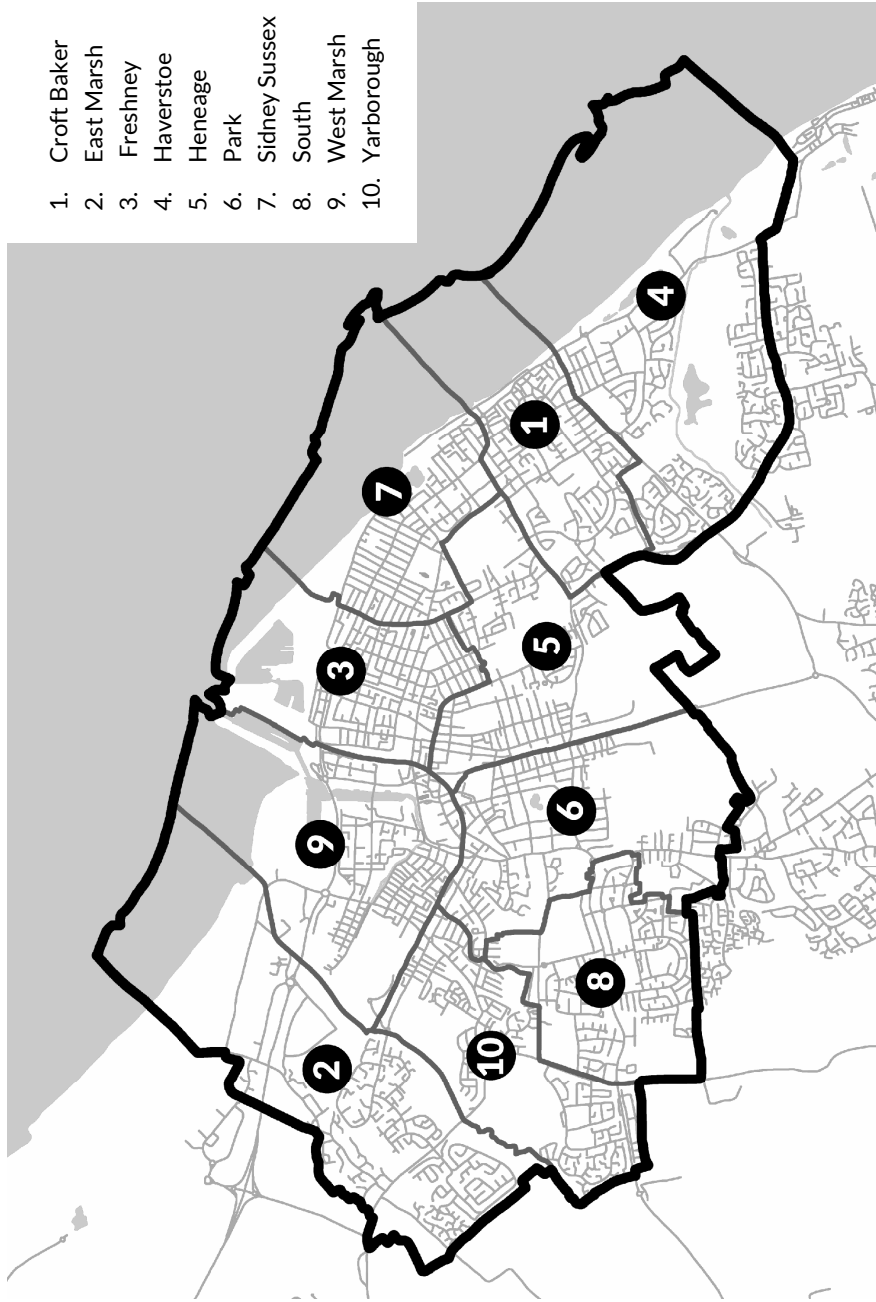 1. Croft Baker
2. East Marsh
3. Freshney
4. Haverstoe
5. Heneage
6. Park
7. Sidney Sussex
8. South
9. West Marsh
10. Yarborough
4
1
7
5
3
6
9
8
10
2